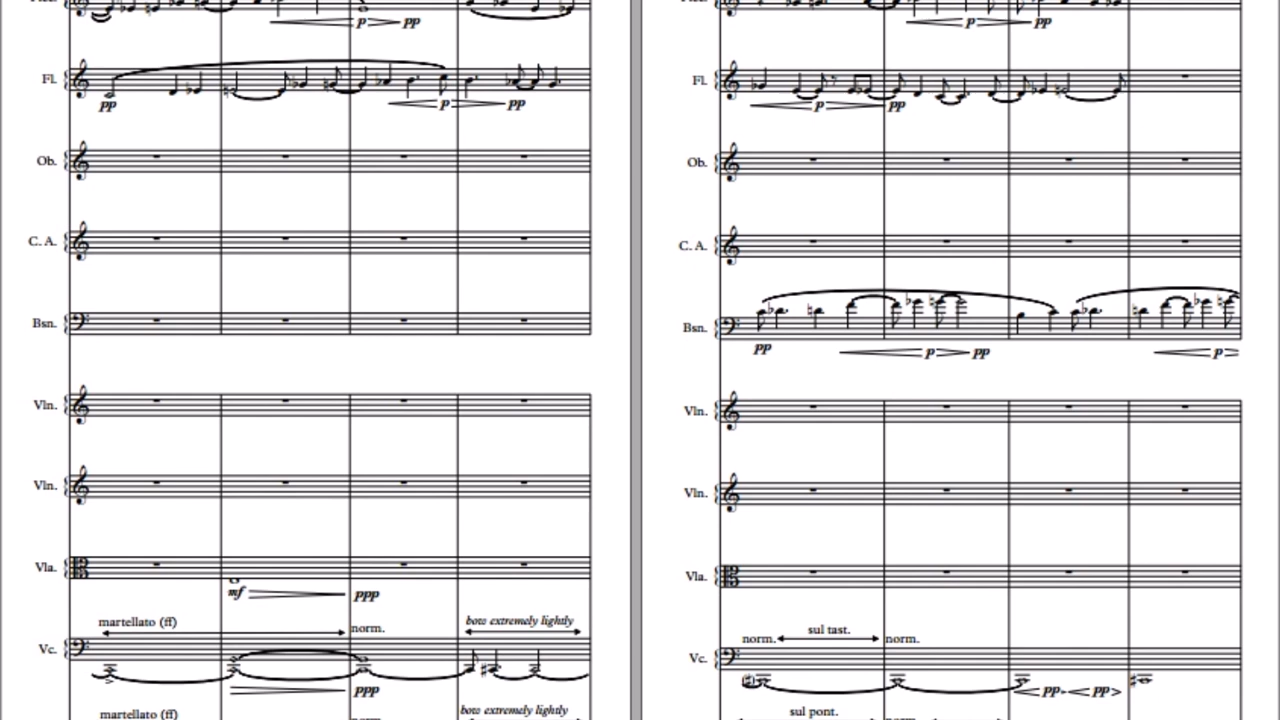 p pp
Fl.
pp p pp
Ob.
C. A.
Bsn.
Vln.
Vln.
Vla.
mf ppp
martellato (ff) norm. bow extremely lightly
Vc.
ppp
martellato (ff) bow extremely lightly
p pp
Fl.
p pp
Ob.
C. A.
Bsn.
pp p pp p
Vln.
Vln.
Vla.
norm. sul tast. norm.
Vc.
pp pp
sul pont.